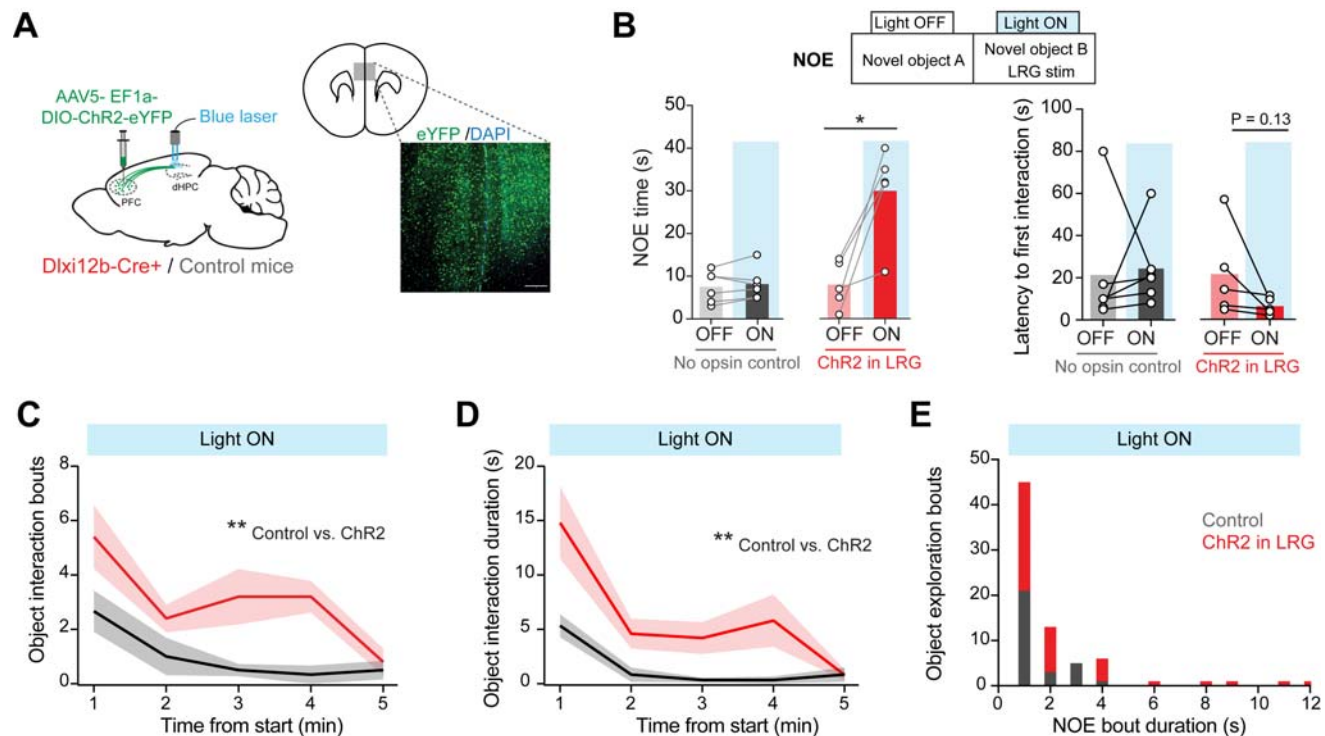 A
AAV5- EF1a-
DIO-ChR2-eYFP
Blue laser
dHPC
PFC
Dlxi12b-Cre+ / Control mice
eYFP /DAPI
B
Light OFF
Light ON
NOE
Novel object A
Novel object B
LRG stim
NOE time (s)
50
40
30
20
10
0
*
OFF
ON
OFF
ON
No opsin control
ChR2 in LRG
Latency to first interaction (s)
100
80
60
40
20
0
P = 0.13
OFF
ON
OFF
ON
No opsin control
ChR2 in LRG
C
Light ON
Object interaction bouts
8
6
4
2
0
** Control vs. ChR2
1 2 3 4 5
Time from start (min)
D
Light ON
Object interaction duration (s)
20
15
10
5
0
** Control vs. ChR2
1 2 3 4 5
Time from start (min)
E
Light ON
Object exploration bouts
50
40
30
20
10
0
Control
ChR2 in LRG
0 2 4 6 8 10 12
NOE bout duration (s)